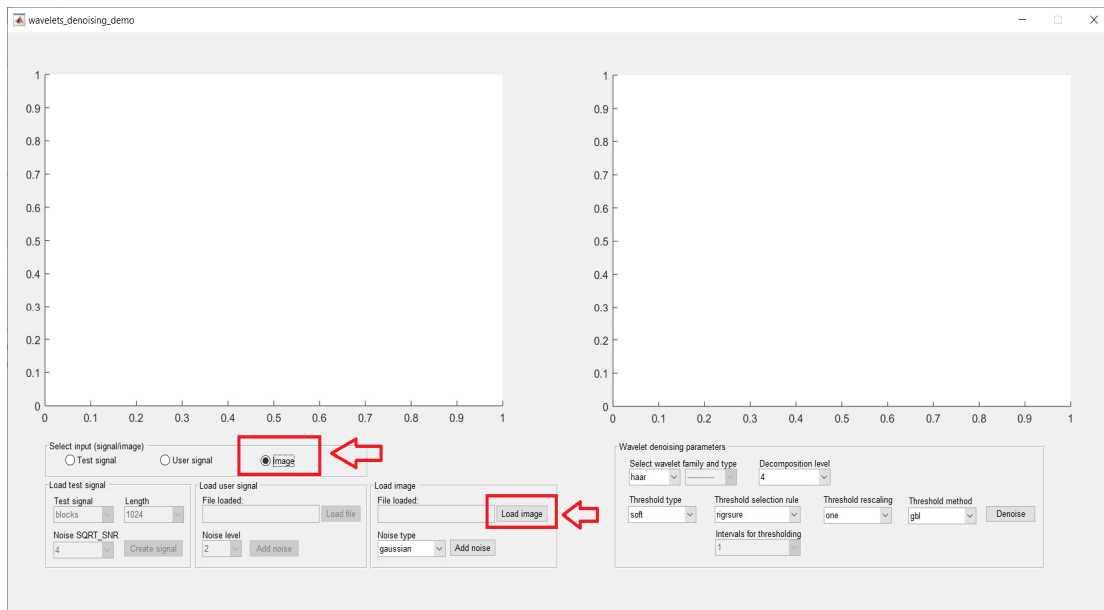 wavelets_denoising_demo
1 1
0.9 0.9
0.8 0.8
0.7 0.7
0.6 0.6
0.5 0.5
0.4 0.4
0.3 0.3
0.2 0.2
0.1 0.1
0 0
0 0.1 0.2 0.3 0.4 0.5 0.6 0.7 0.8 0.9 1 0 0.1 0.2 0.3 0.4 0.5 0.6 0.7 0.8 0.9 1
Select input (signal/image)
Test signal User signal Image
Load test signal
Test signal Length
blocks 1024
Noise SQRT_SNR
4 Create signal
Load user signal
File loaded:
Load file
Noise level
2 Add noise
Load image
File loaded:
Load image
Noise type
gaussian Add noise
Wavelet denoising parameters
Select wavelet family and type Decomposition level
haar ---------- 4
Threshold type Threshold selection rule Threshold rescaling Threshold method
soft rigrsure one gbl Denoise
Intervals for thresholding
1